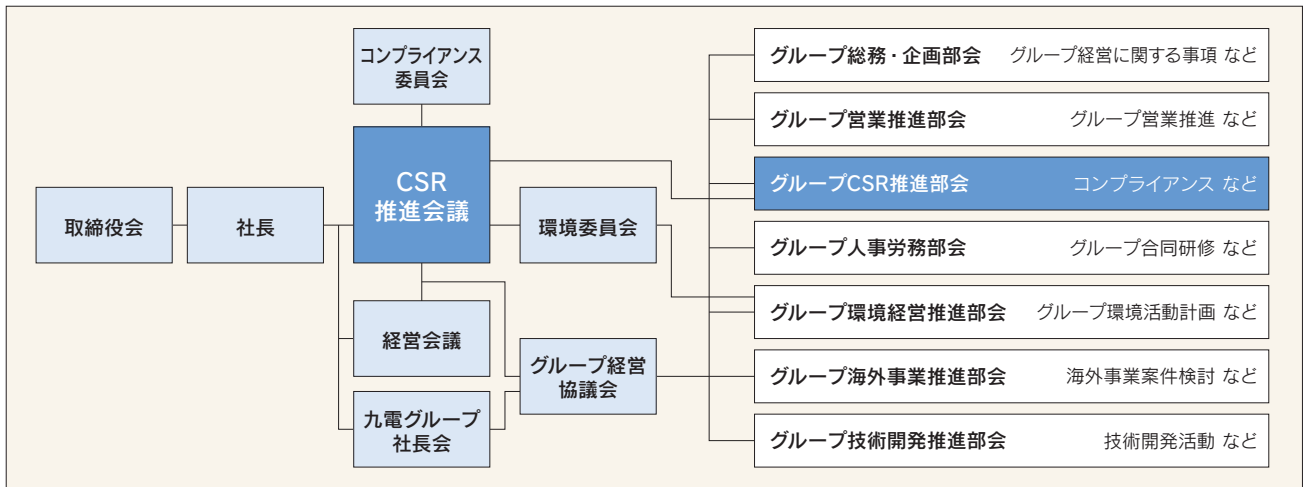 コンプライアンス
委員会
CSR
推進会議
取締役会
社長
環境委員会
経営会議
グループ経営
協議会
九電グループ
社長会
グループ総務・企画部会 グループ経営に関する事項 など
グループ営業推進部会 グループ営業推進 など
グループCSR推進部会 コンプライアンス など
グループ人事労務部会 グループ合同研修 など
グループ環境経営推進部会 グループ環境活動計画 など
グループ海外事業推進部会 海外事業案件検討 など
グループ技術開発推進部会 技術開発活動 など